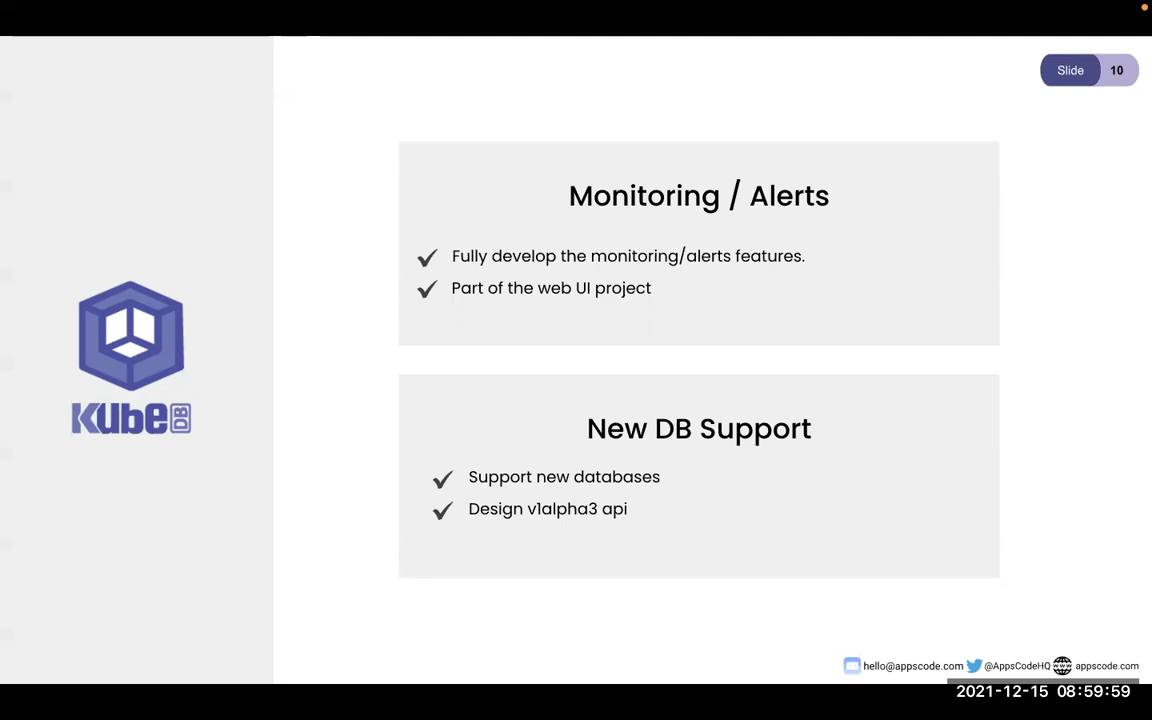 Slide 10
Monitoring / Alerts
Fully develop the monitoring/alerts features.
Part of the web UI project
KubeDB
New DB Support
Support new databases
Design v1alpha3 api
hello@appscode.com @AppsCodeHQ www appscode.com
2021-12-15 08:59:59